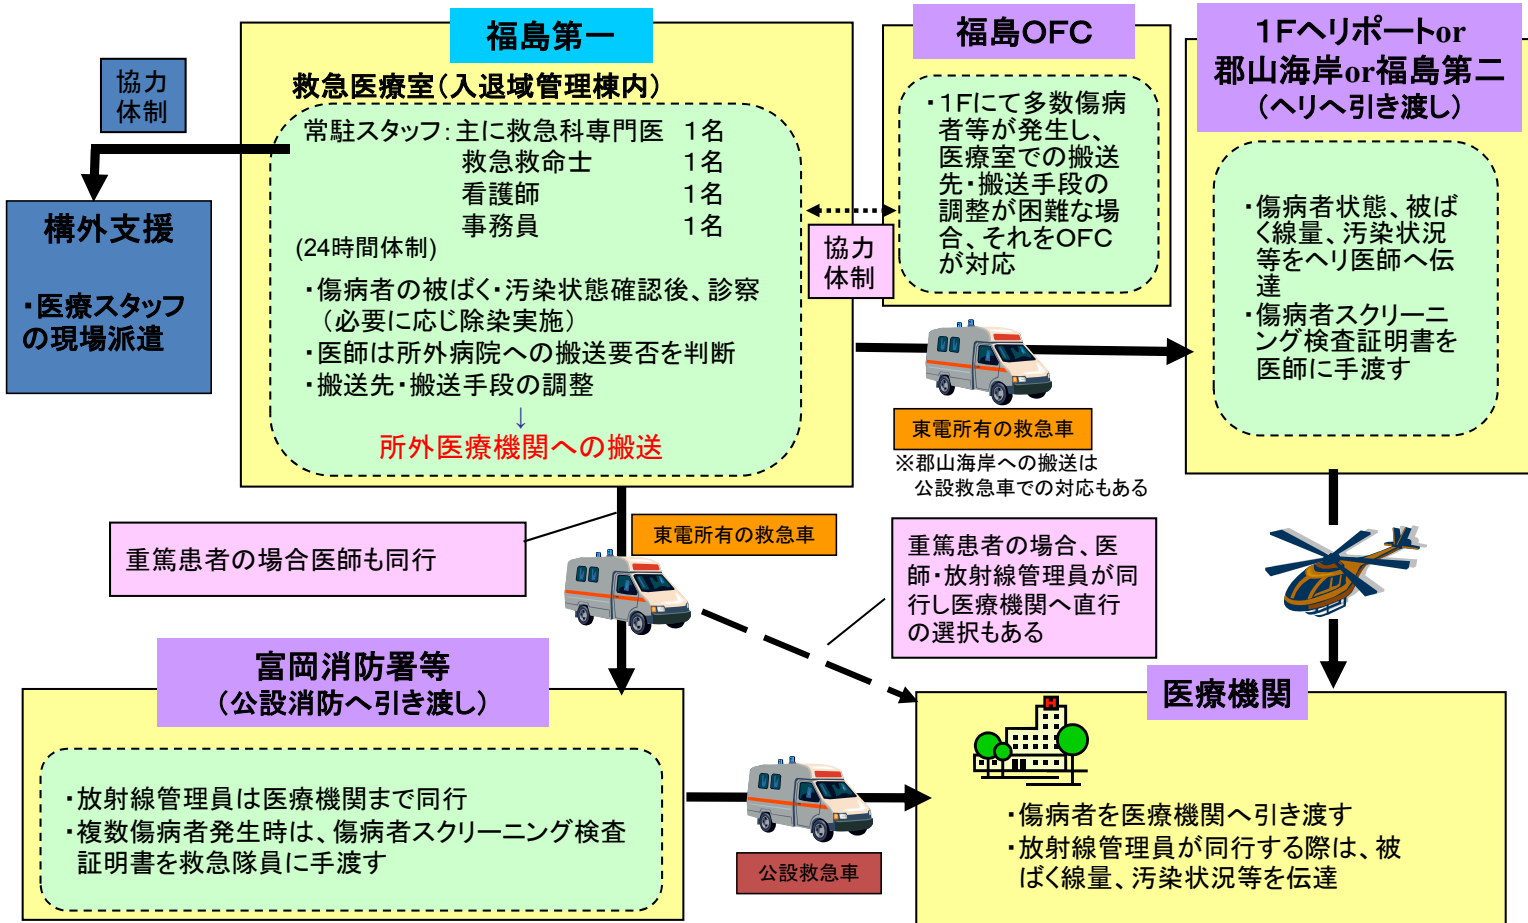 協力
体制
構外支援
・医療スタッフ
の現場派遣
福島第一
救急医療室（入退域管理棟内）
常駐スタッフ：主に救急科専門医 1名
救急救命士 1名
看護師 1名
事務員 1名
(24時間体制)
・傷病者の被ばく・汚染状態確認後、診察
（必要に応じ除染実施）
・医師は所外病院への搬送要否を判断
・搬送先・搬送手段の調整
↓
所外医療機関への搬送
協力
体制
福島OFC
・1Fにて多数傷病
者等が発生し、
医療室での搬送
先・搬送手段の
調整が困難な場
合、それをOFC
が対応
1Fヘリポートor
郡山海岸or福島第二
（ヘリへ引き渡し）
・傷病者状態、被ば
く線量、汚染状況
等をヘリ医師へ伝
達
・傷病者スクリーニ
ング検査証明書を
医師に手渡す
東電所有の救急車
※郡山海岸への搬送は
公設救急車での対応もある
重篤患者の場合医師も同行
東電所有の救急車
重篤患者の場合、医
師・放射線管理員が同
行し医療機関へ直行
の選択もある
富岡消防署等
（公設消防へ引き渡し）
・放射線管理員は医療機関まで同行
・複数傷病者発生時は、傷病者スクリーニング検査
証明書を救急隊員に手渡す
公設救急車
医療機関
H
・傷病者を医療機関へ引き渡す
・放射線管理員が同行する際は、被
ばく線量、汚染状況等を伝達